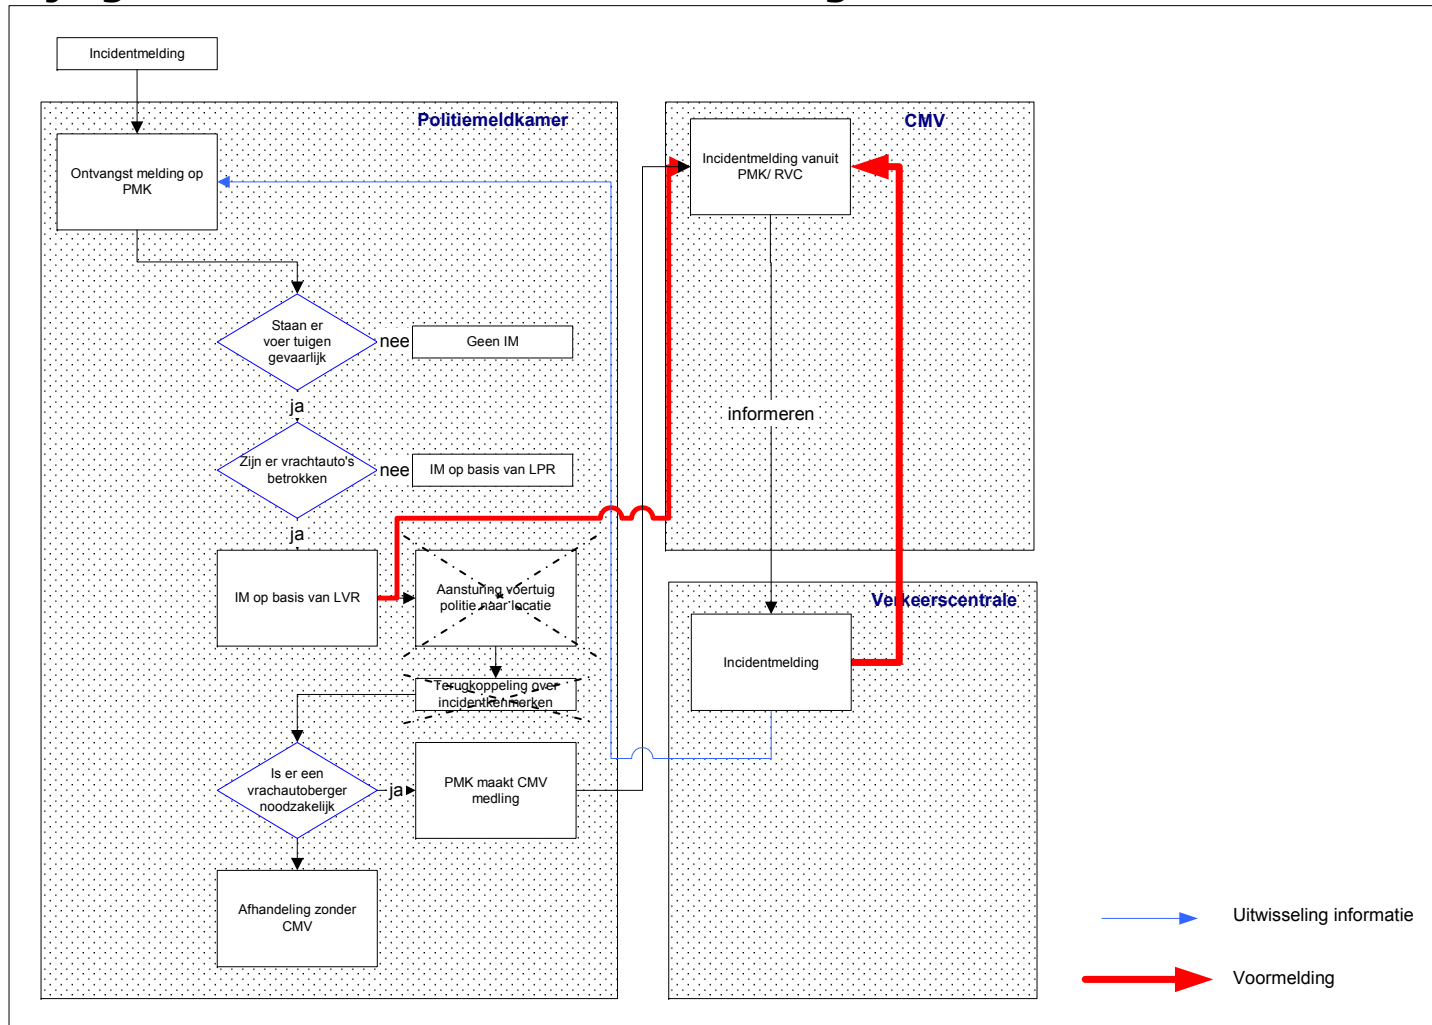 Incidentmelding
Politiemeldkamer
CMV
Ontvangst melding op
PMK
Incidentmelding vanuit
PMK/ RVC
Staan er
voer tuigen
gevaarlijk
nee
Geen IM
ja
informeren
Zijn er vrachtauto's
betrokken
nee
IM op basis van LPR
ja
IM op basis van LVR
Aansturing voertuig
politie naar locatie
Verkeerscentrale
Incidentmelding
Terugkoppeling over
incidentkenmerken
Is er een
vrachautoberger
noodzakelijk
ja
PMK maakt CMV
medling
Afhandeling zonder
CMV
Uitwisseling informatie
Voormelding